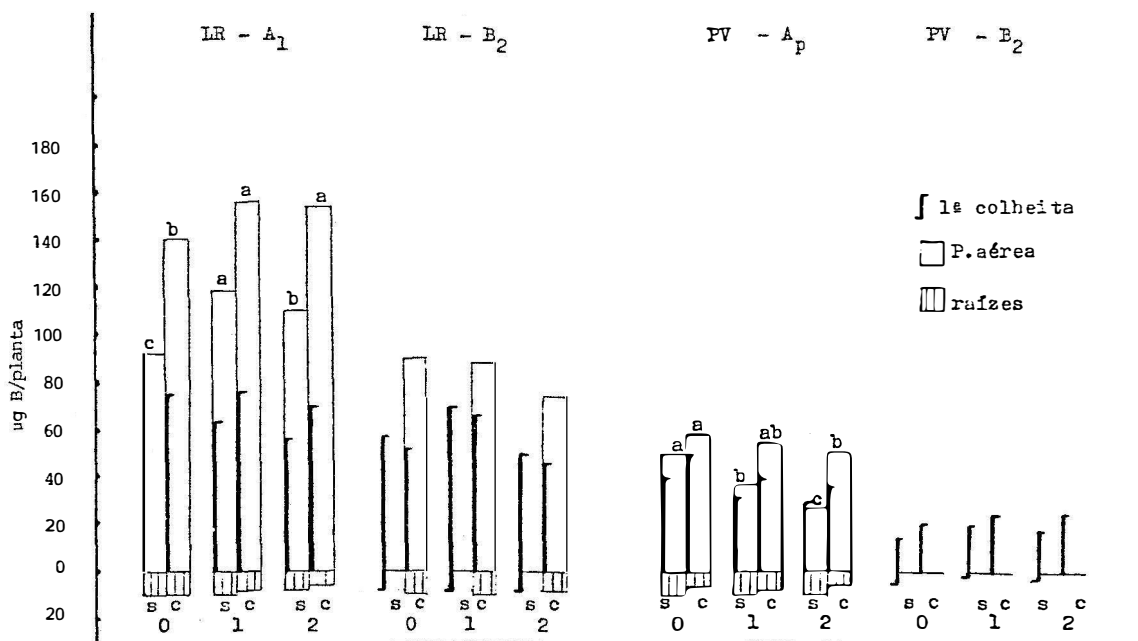 LR - A1 LR - B2 PV - Ap PV - B2
180
160
140
120
100
80
60
40
20
0
20
µg B/planta
1ª colheita
P.aérea
raízes
c b a a b a
a a b ab c b
s c s c s c s c s c s c s c s c s c s c s c s c
0 1 2 0 1 2 0 1 2 0 1 2